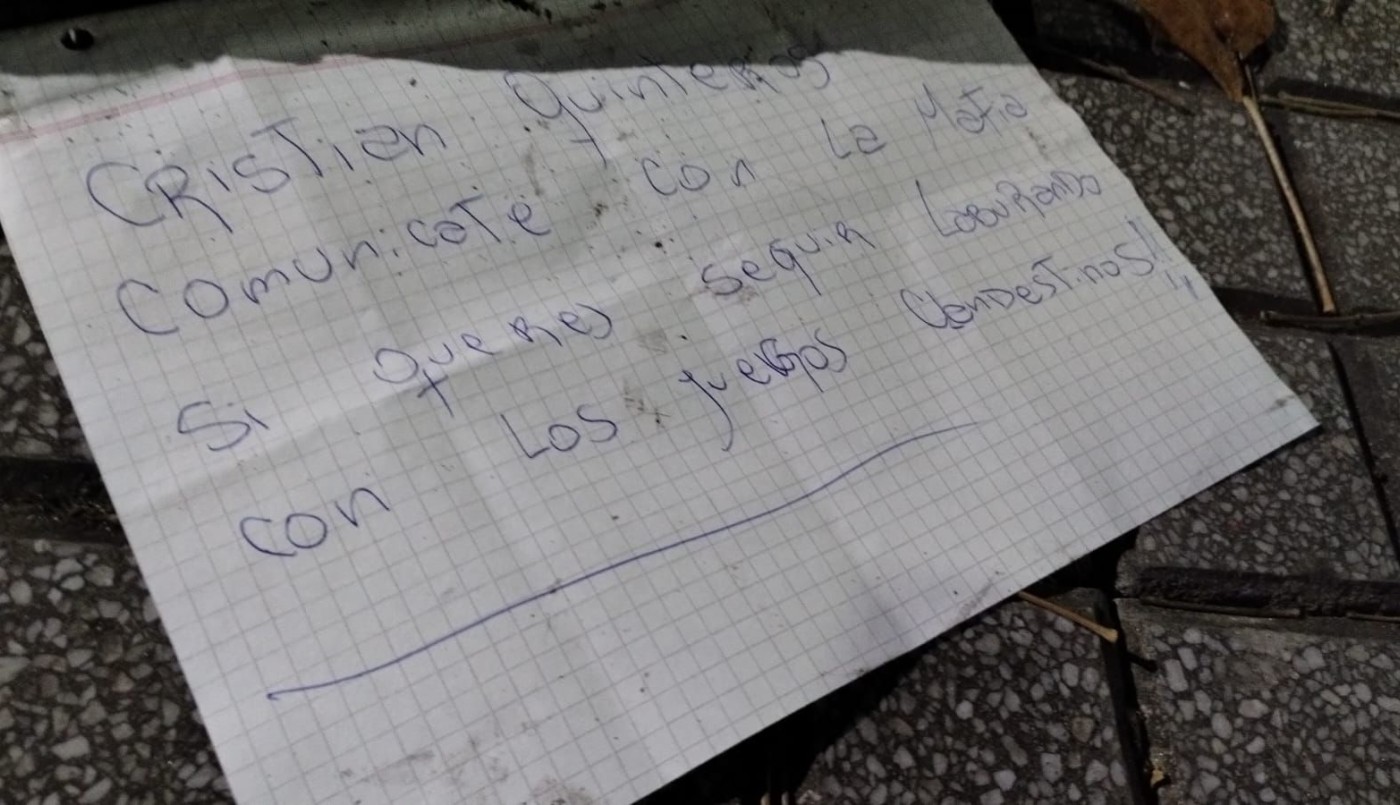 CRisTian Quinteros
Comunicate con La Mafia
Si queres seguir Laburando
con Los juegos ClanDesTinos!!,,